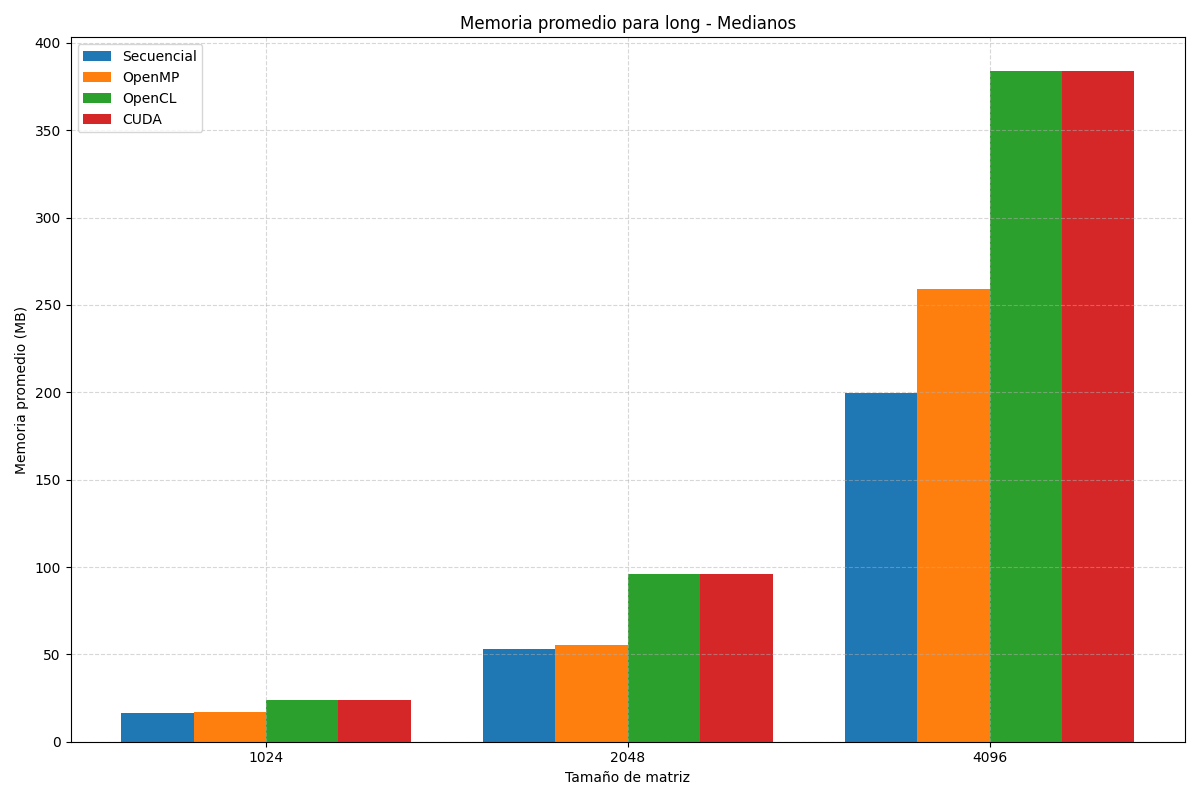 Memoria promedio para long - Medianos
Secuencial
OpenMP
OpenCL
CUDA
Memoria promedio (MB)
400
350
300
250
200
150
100
50
0
1024
2048
4096
Tamaño de matriz